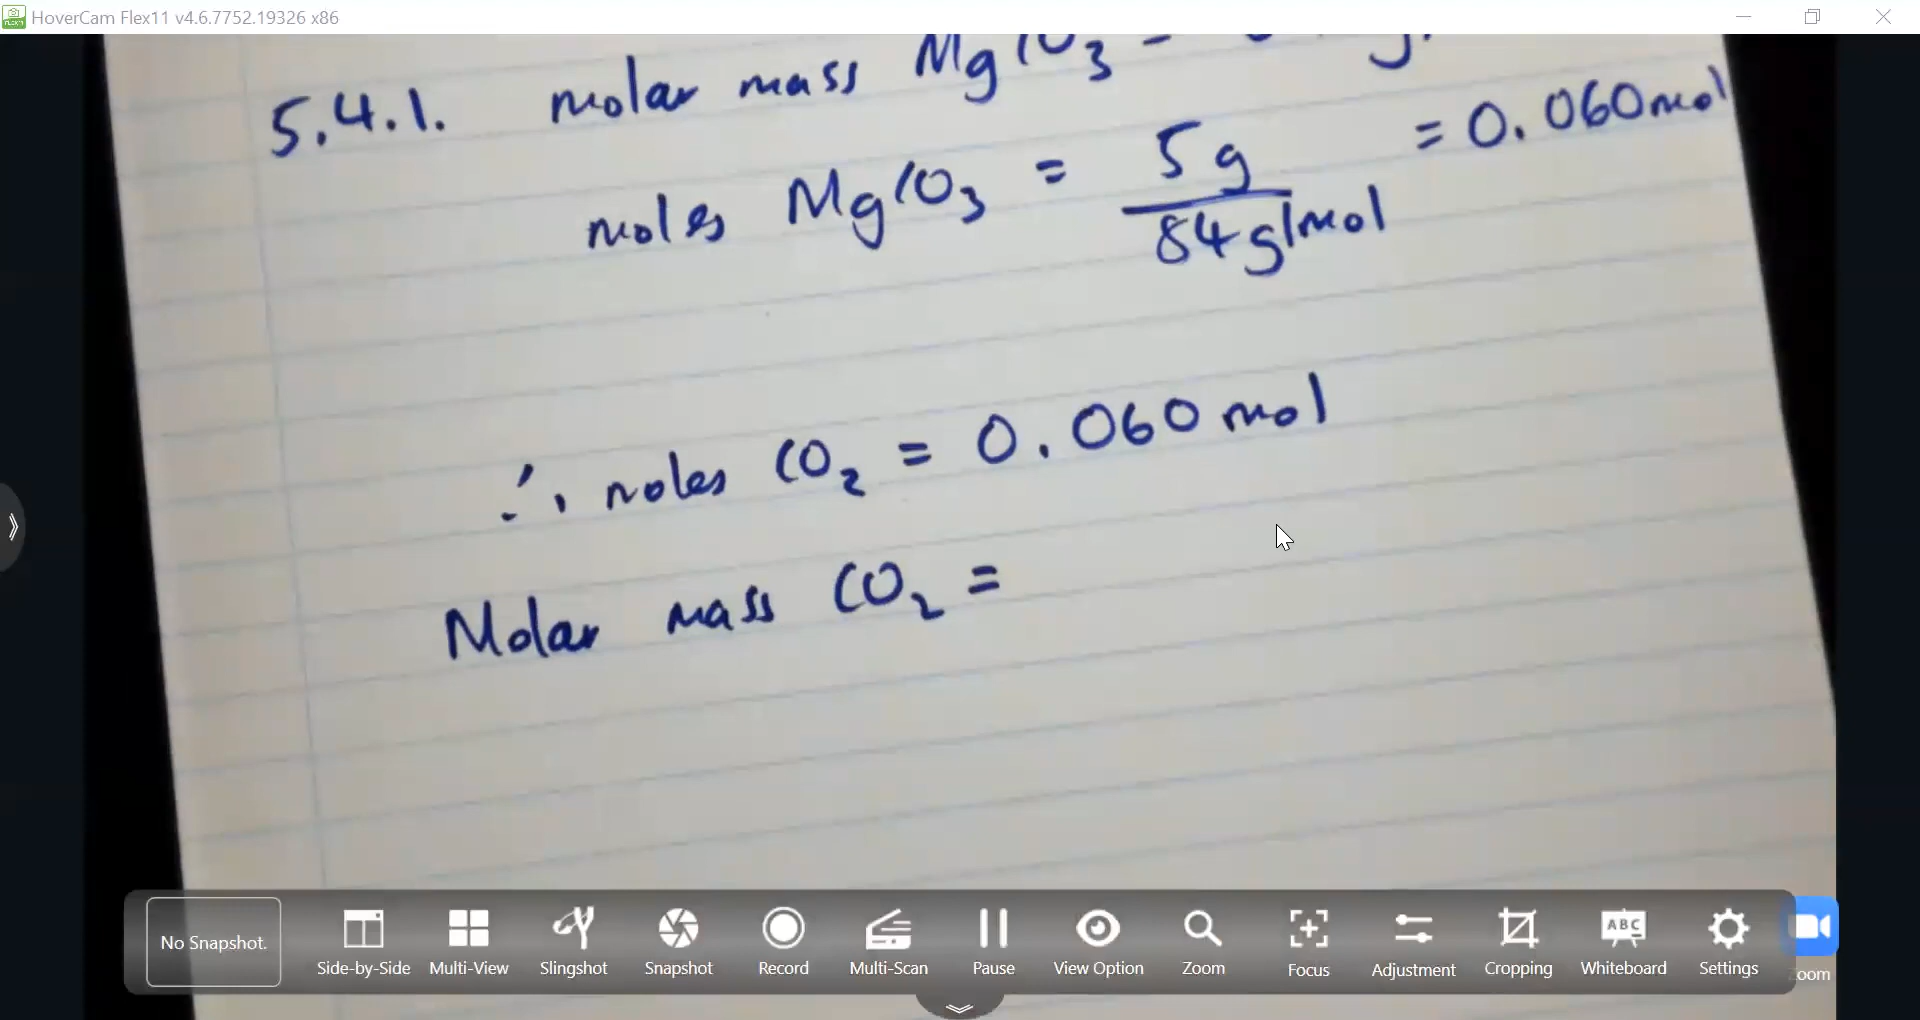 HoverCam Flex11 v4.6.7752.19326 x86
5.4.1. molar mass MgCO3 =
moles MgCO3 = 5g / 84g/mol = 0.060mol
∴ moles CO2 = 0.060 mol
Molar mass CO2 =
No Snapshot.
Side-by-Side
Multi-View
Slingshot
Snapshot
Record
Multi-Scan
Pause
View Option
Zoom
Focus
Adjustment
Cropping
ABC
Whiteboard
Settings
oom